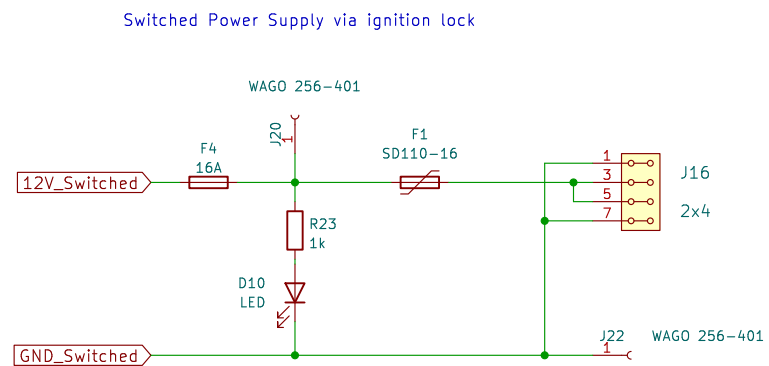 Switched Power Supply via ignition lock
WAGO 256-401
J20
1
F4
16A
F1
SD110-16
12V_Switched
1
3
5
7
J16
2x4
R23
1k
D10
LED
GND_Switched
J22
1
WAGO 256-401